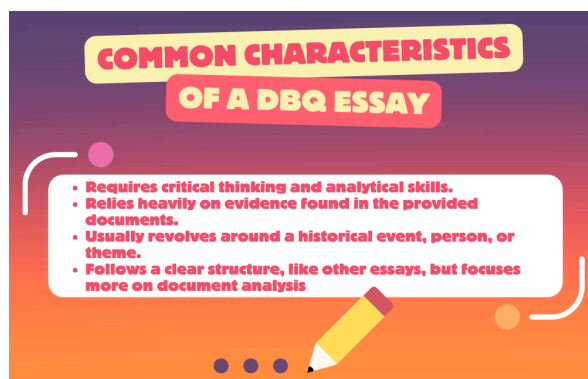 COMMON CHARACTERISTICS
OF A DBQ ESSAY
• Requires critical thinking and analytical skills.
• Relies heavily on evidence found in the provided
documents.
• Usually revolves around a historical event, person, or
theme.
• Follows a clear structure, like other essays, but focuses
more on document analysis